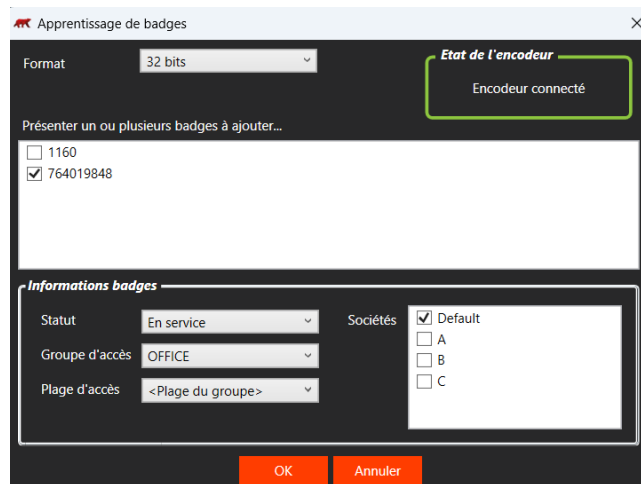 Apprentissage de badges
Format
32 bits
Etat de l'encodeur
Encodeur connecté
Présenter un ou plusieurs badges à ajouter...
1160
764019848
Informations badges
Statut
En service
Groupe d'accès
OFFICE
Plage d'accès
<Plage du groupe>
Sociétés
Default
A
B
C
OK
Annuler